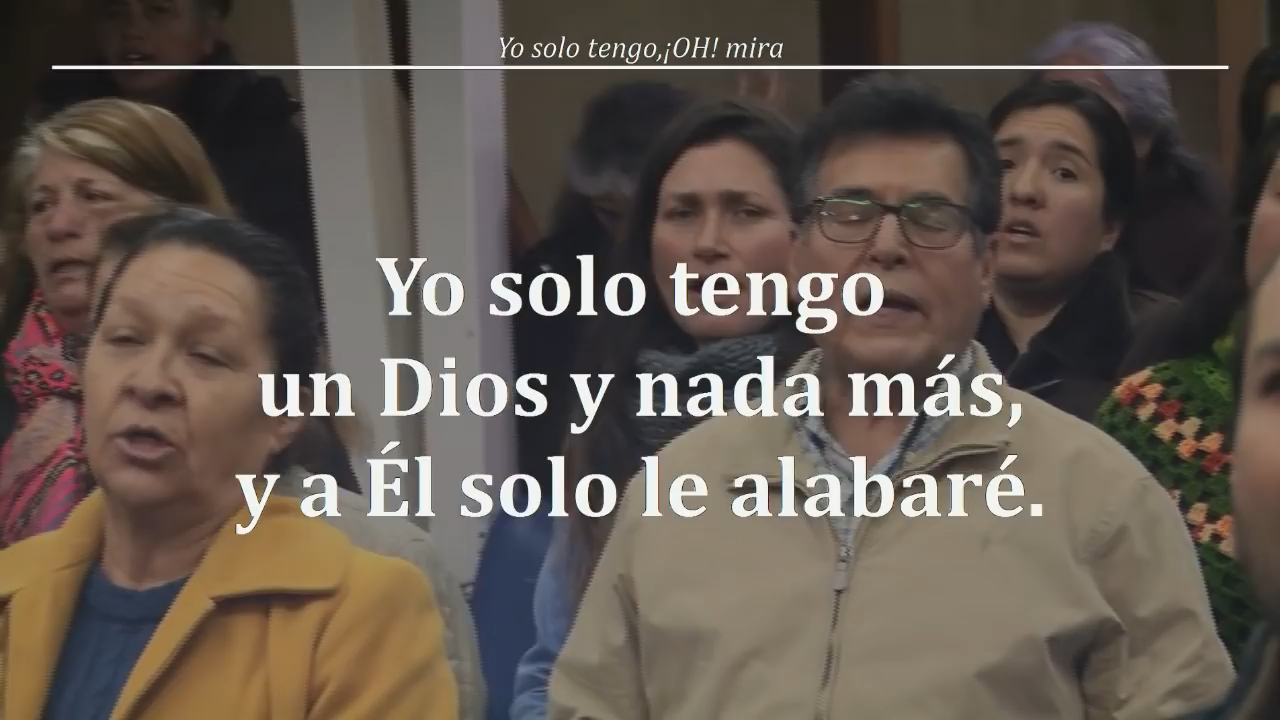 Yo solo tengo,¡OH! mira
Yo solo tengo
un Dios y nada más,
y a Él solo le alabaré.